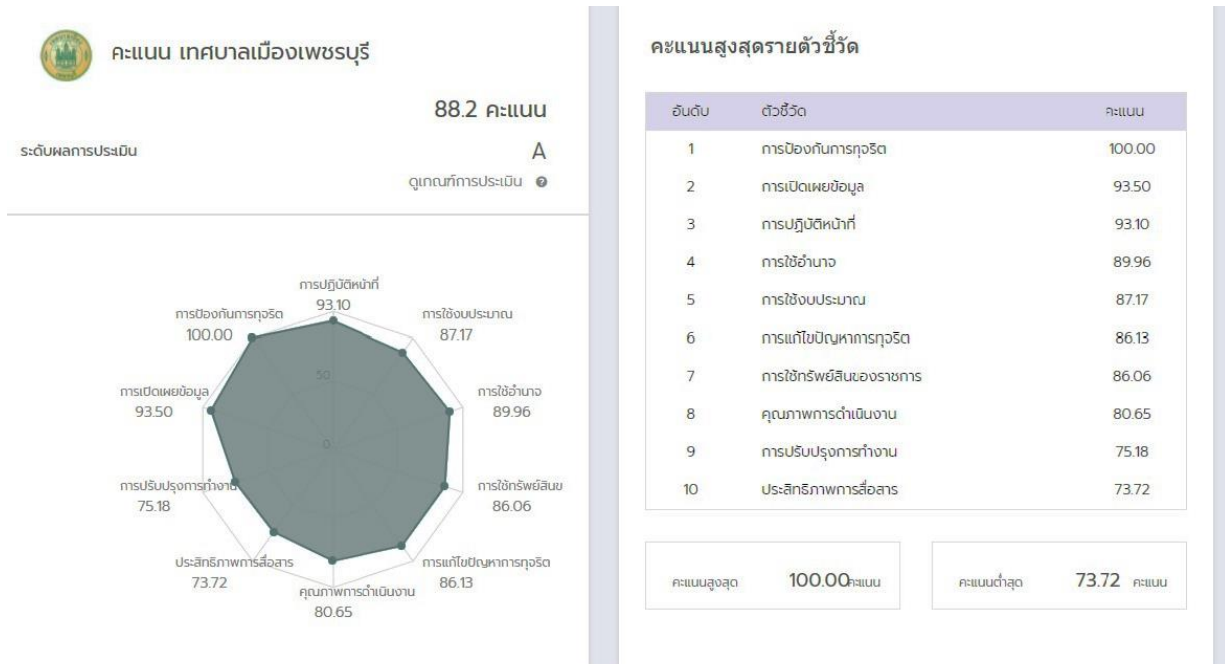 คะแนน เทศบาลเมืองเพชรบุรี
88.2 คะแนน
ระดับผลการประเมิน A
ดูเกณฑ์การประเมิน
การปฏิบัติหน้าที่
93.10
การป้องกันการทุจริต
100.00
การใช้งบประมาณ
87.17
50
การเปิดเผยข้อมูล
93.50
การใช้อำนาจ
89.96
0
การปรับปรุงการทำงาน
75.18
การใช้ทรัพย์สินข
86.06
ประสิทธิภาพการสื่อสาร
73.72
การแก้ไขปัญหาการทุจริต
86.13
คุณภาพการดำเนินงาน
80.65
คะแนนสูงสุดรายตัวชี้วัด
อันดับ ตัวชี้วัด คะแนน
1 การป้องกันการทุจริต 100.00
2 การเปิดเผยข้อมูล 93.50
3 การปฏิบัติหน้าที่ 93.10
4 การใช้อำนาจ 89.96
5 การใช้งบประมาณ 87.17
6 การแก้ไขปัญหาการทุจริต 86.13
7 การใช้ทรัพย์สินของราชการ 86.06
8 คุณภาพการดำเนินงาน 80.65
9 การปรับปรุงการทำงาน 75.18
10 ประสิทธิภาพการสื่อสาร 73.72
คะแนนสูงสุด 100.00คะแนน
คะแนนต่ำสุด 73.72 คะแนน